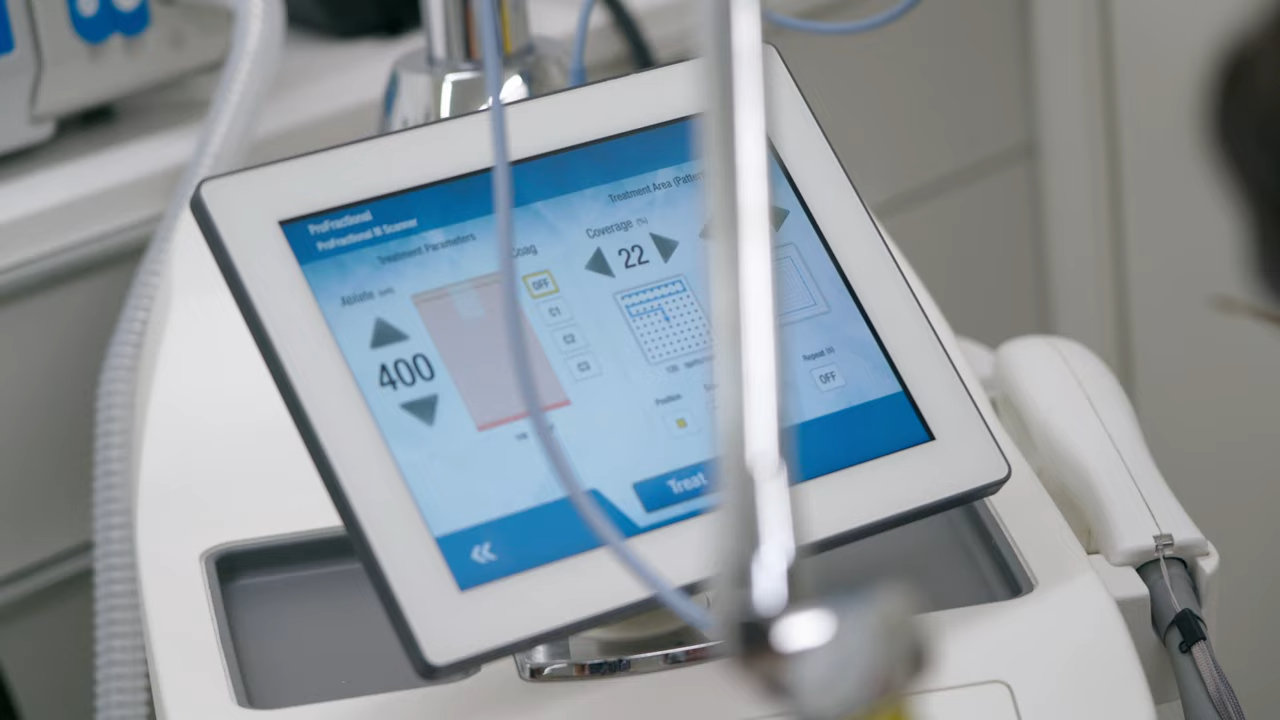 ProFractional
ProFractional III Scanner
Treatment Parameters
Treatment Area
Ablate (um)
Coag
Coverage (%)
OFF
22
C1
C2
C3
400
Repeat (s)
OFF
Position
Treat